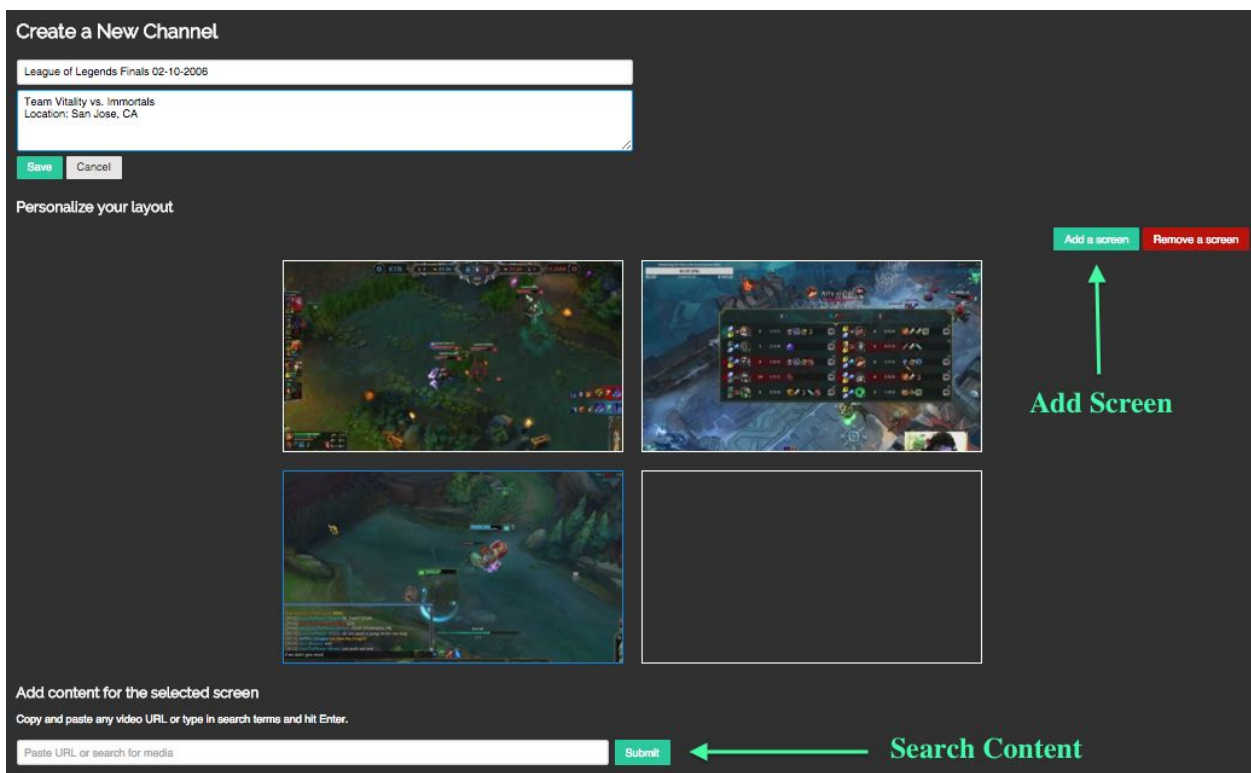 Create a New Channel
League of Legends Finals 02-10-2006
Team Vitality vs. Immortals
Location: San Jose, CA
Save Cancel
Personalize your layout
Add a screen Remove a screen
Add Screen
Add content for the selected screen
Copy and paste any video URL or type in search terms and hit Enter.
Paste URL or search for media Submit Search Content